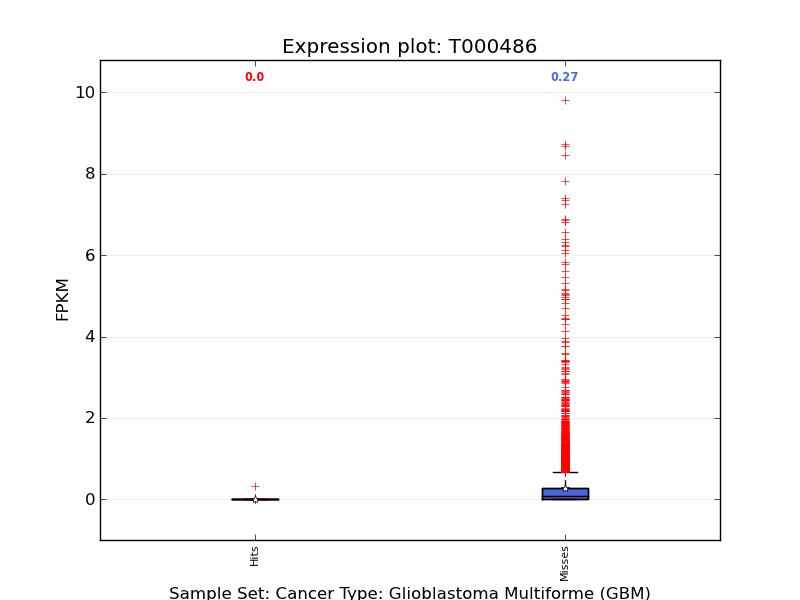 Expression plot: T000486
0.0
0.27
10
8
6
4
2
0
FPKM
Hits
Misses
Sample Set: Cancer Type: Glioblastoma Multiforme (GBM)